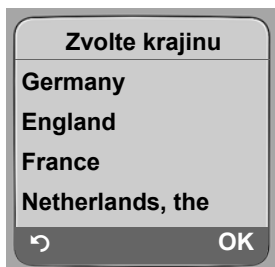 Zvolte krajinu
Germany
England
France
Netherlands, the
OK